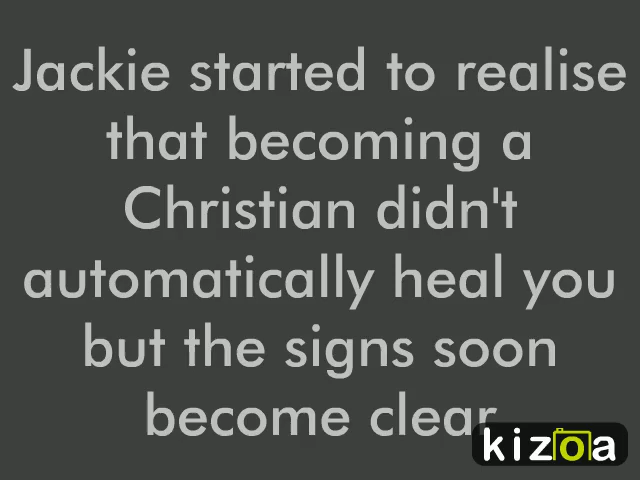 Jackie started to realise
that becoming a
Christian didn't
automatically heal you
but the signs soon
become clear
kizoa